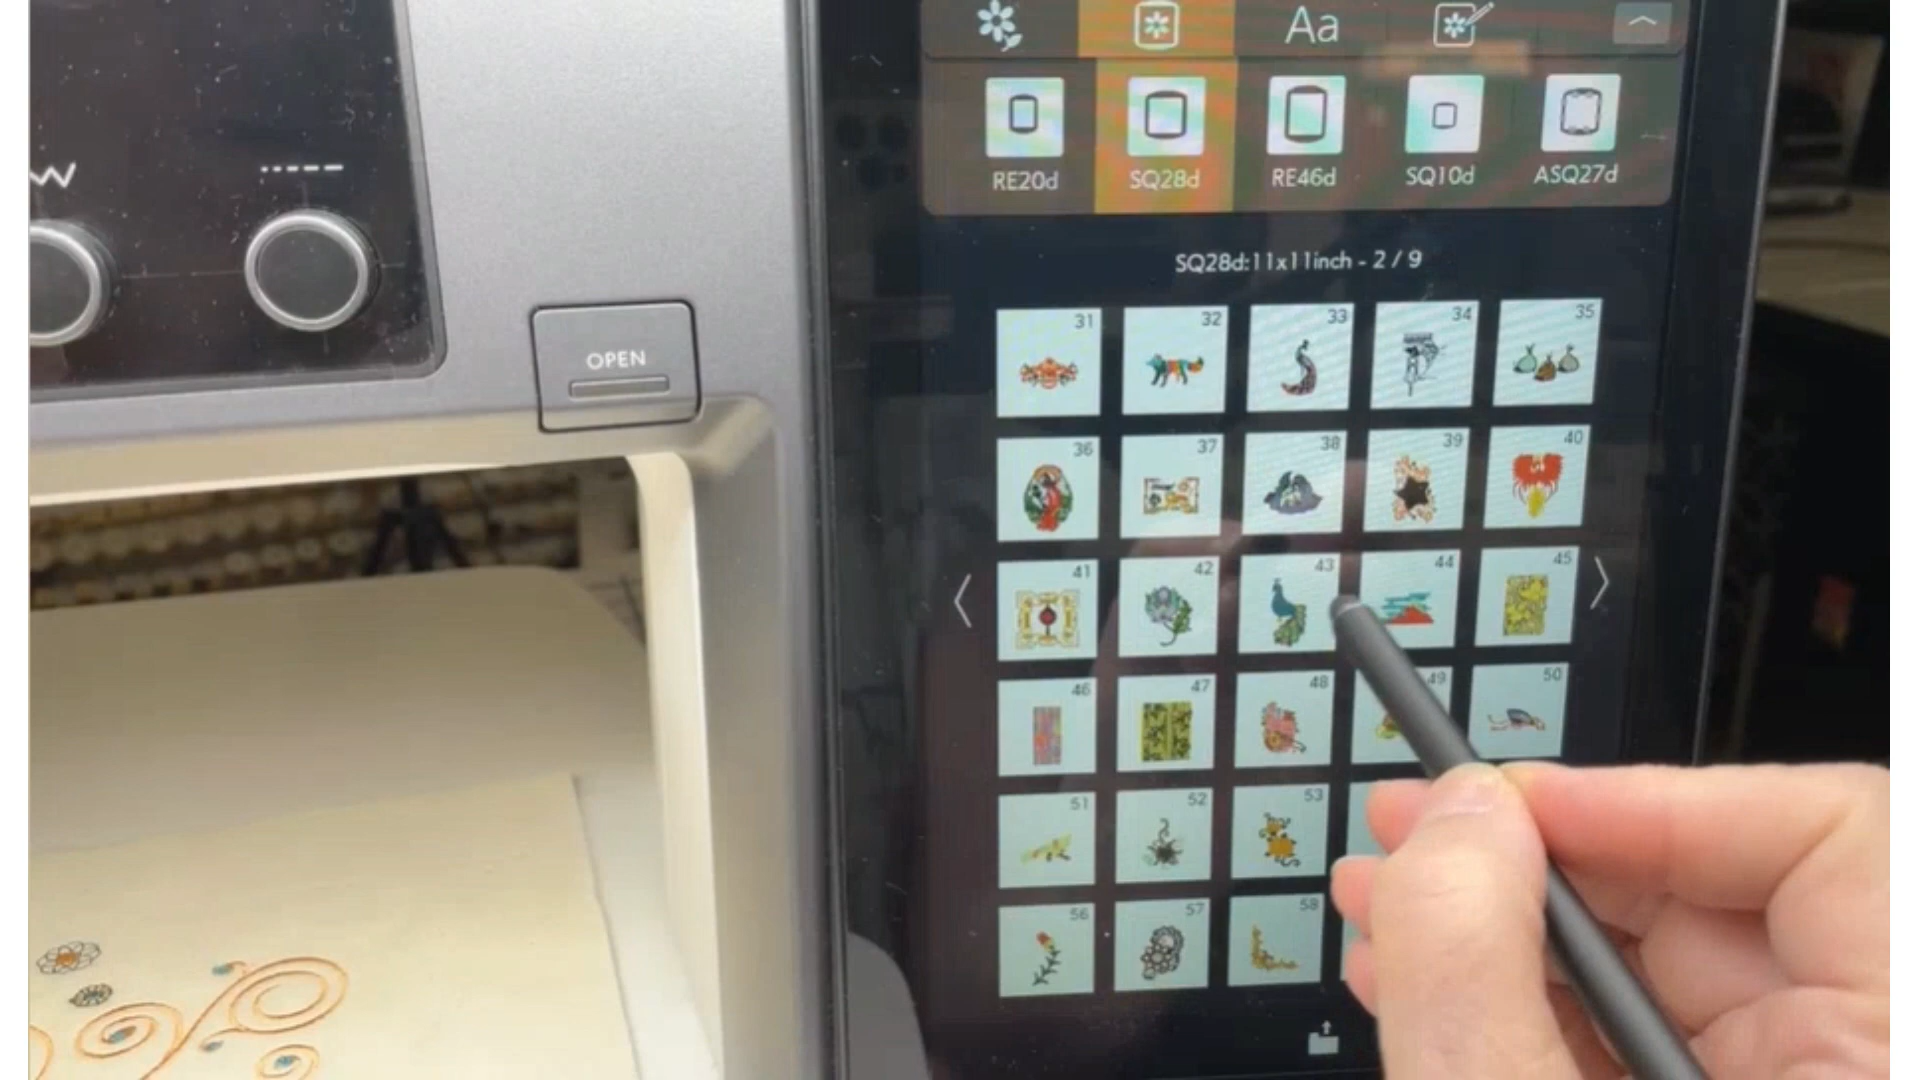 Aa
RE20d SQ28d RE46d SQ10d ASQ27d
SQ28d:11x11inch - 2 / 9
OPEN
31 32 33 34 35
36 37 38 39 40
41 42 43 44 45
46 47 48 49 50
51 52 53
56 57 58